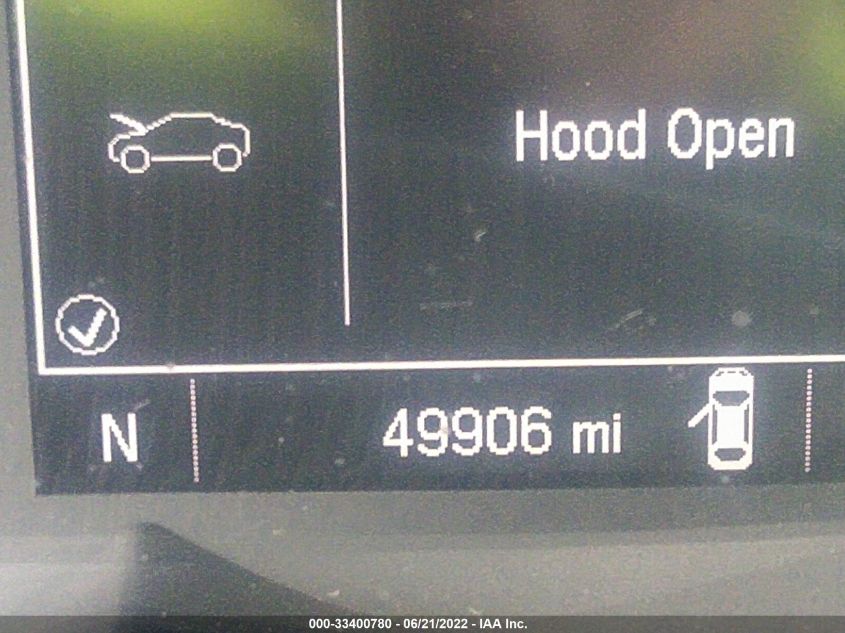 Hood Open
N
49906 mi
000-33400780 - 06/21/2022 - IAA Inc.